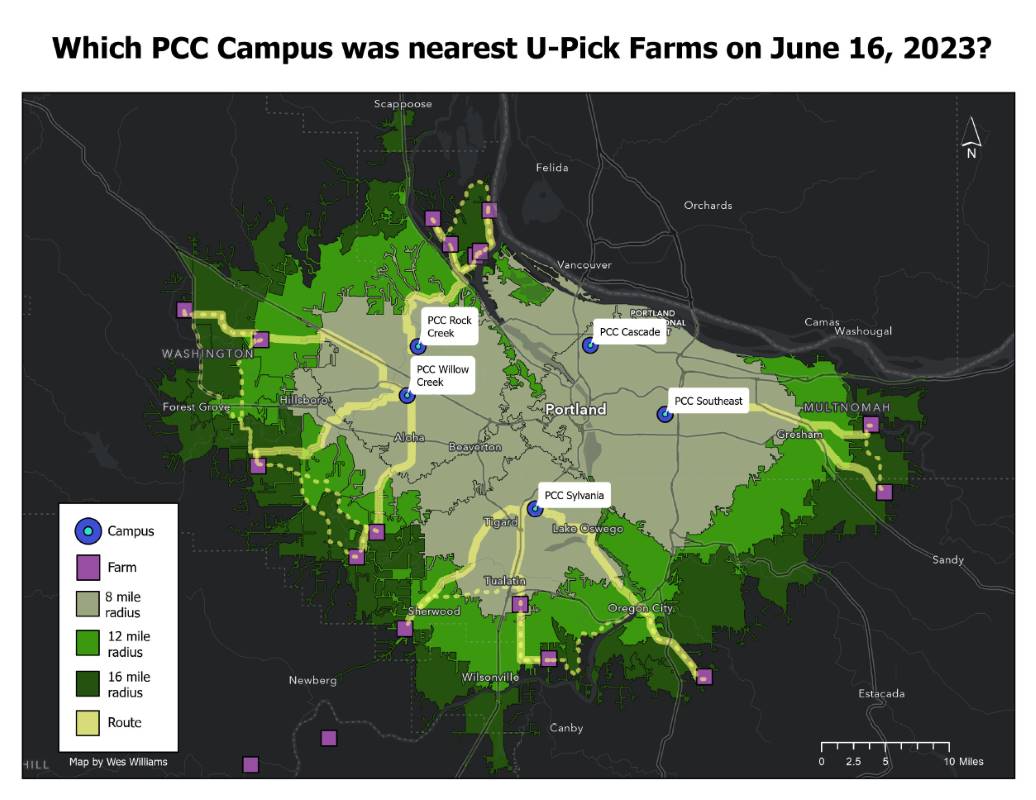 Which PCC Campus was nearest U-Pick Farms on June 16, 2023?
Scappoose
N
Felida
Orchards
Vancouver
PORTLAND
Camas
Washougal
PCC Rock
Creek
PCC Cascade
WASHINGTON
PCC Willow
Creek
Forest Grove
Hillsboro
PCC Southeast
Portland
MULTNOMAH
Aloha
Beaverton
Gresham
PCC Sylvania
Tigard
Lake Oswego
Sandy
Tualatin
Sherwood
Oregon City
Newberg
Wilsonville
Estacada
Canby
Campus
Farm
8 mile
radius
12 mile
radius
16 mile
radius
Route
Map by Wes Williams
0 2.5 5 10 Miles